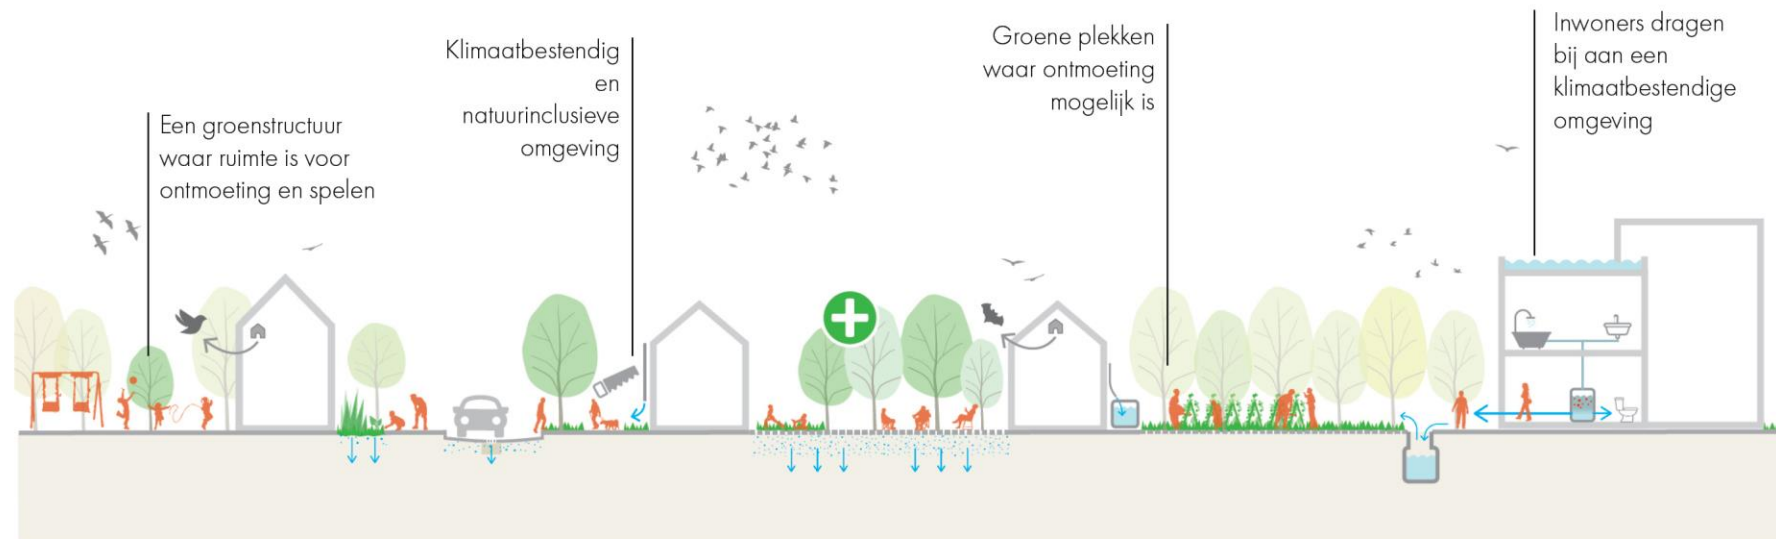 Een groenstructuur
waar ruimte is voor
ontmoeting en spelen
Klimaatbestendig
en
natuurinclusieve
omgeving
Groene plekken
waar ontmoeting
mogelijk is
Inwoners dragen
bij aan een
klimaatbestendige
omgeving